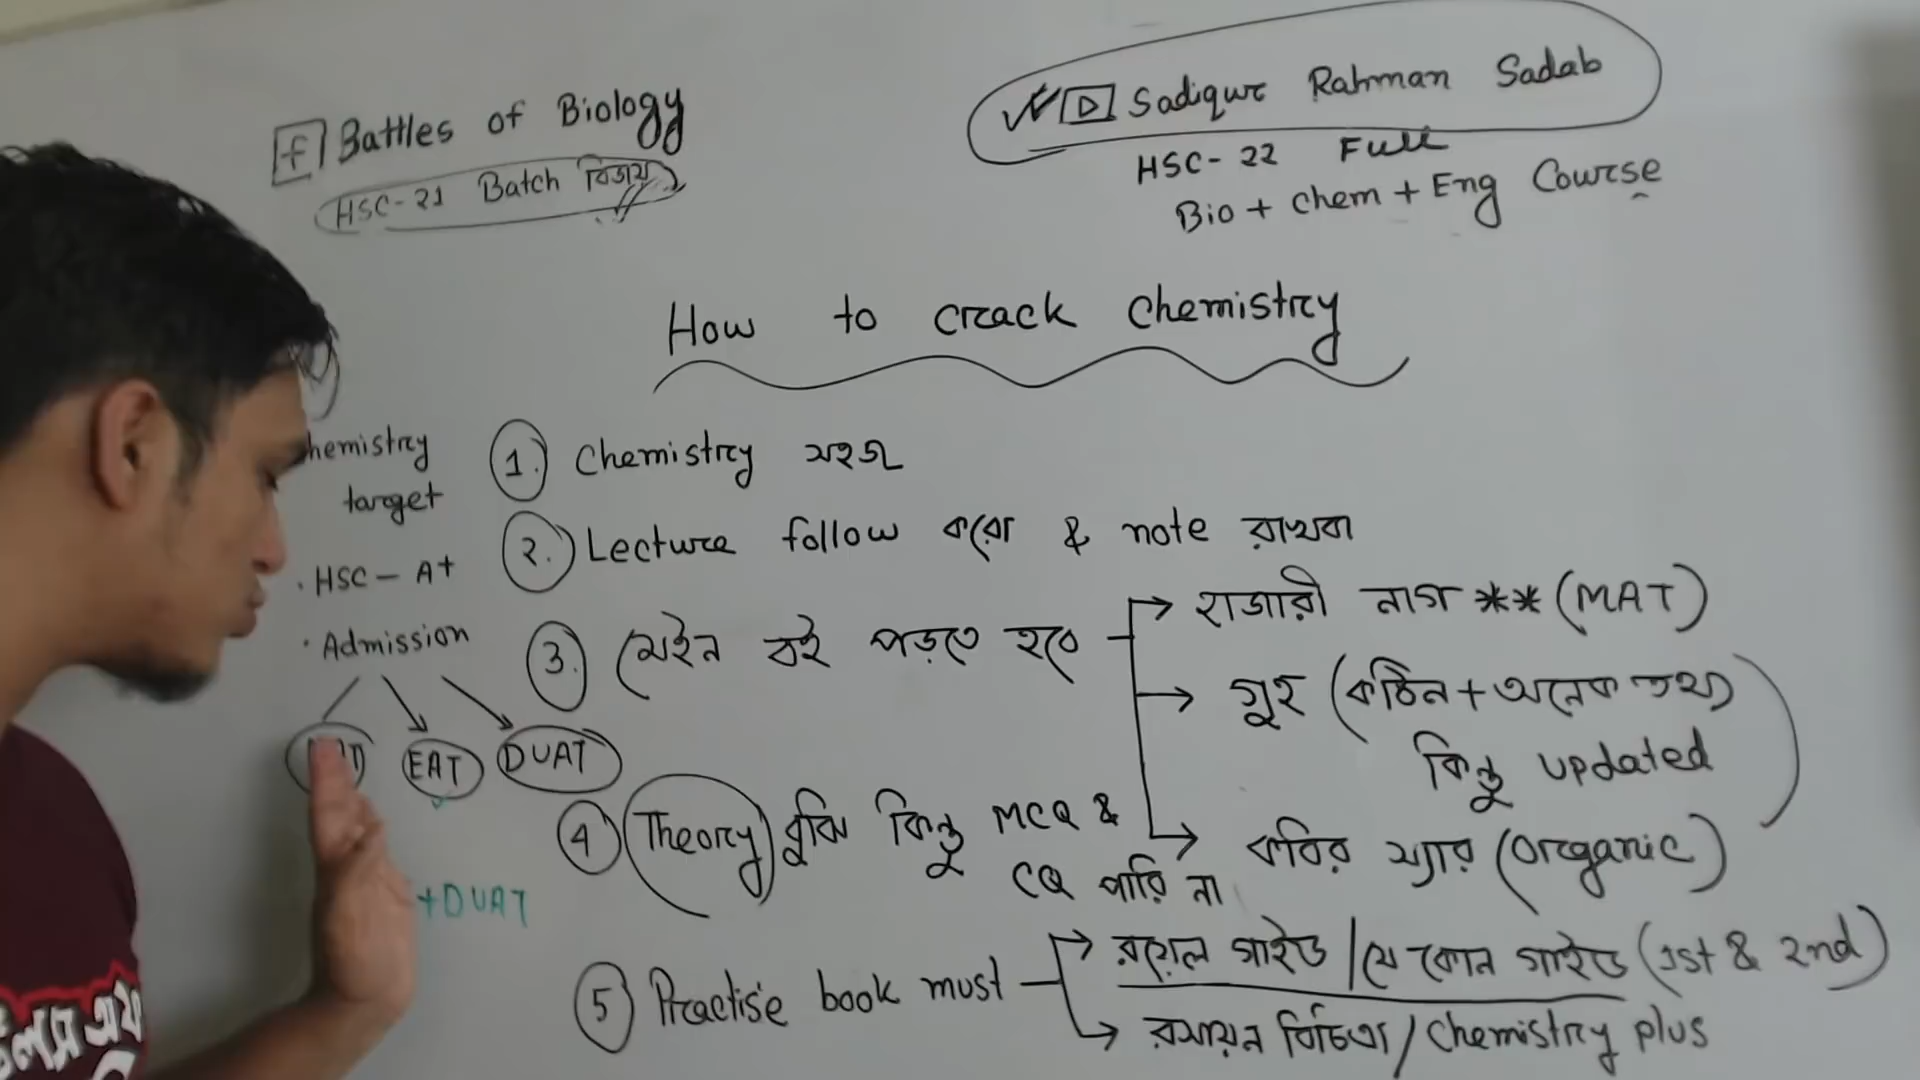 f Battles of Biology
HSC-21 Batch বিজয়
Sadiqur Rahman Sadab
HSC-22 Full
Bio + Chem + Eng Course
How to crack Chemistry
hemistry
target
. HSC - A+
. Admission
EAT
DUAT
+DUAT
1. Chemistry সহজ
২. Lecture follow করো & note রাখবা
3. মেইন বই পড়তে হবে
→ হাজারী নাগ ** (MAT)
→ গুহ (কঠিন + অনেক তথ্য
কিন্তু updated)
→ কবির স্যার (Organic)
4 Theory বুঝি কিন্তু MCQ &
CQ পারি না
5 Practise book must
→ রয়েল গাইড / যে কোন গাইড (1st & 2nd)
→ রসায়ন বিচিত্রা / Chemistry plus